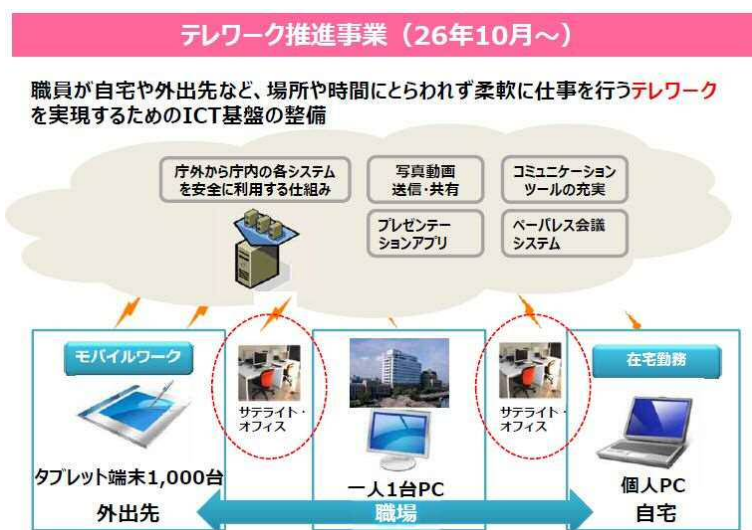 テレワーク推進事業（26年10月～）
職員が自宅や外出先など、場所や時間にとらわれず柔軟に仕事を行うテレワーク
を実現するためのICT基盤の整備
庁外から庁内の各システム
を安全に利用する仕組み
写真動画
送信・共有
コミュニケーション
ツールの充実
プレゼンテー
ションアプリ
ペーパレス会議
システム
モバイルワーク
サテライト・
オフィス
サテライト・
オフィス
在宅勤務
タブレット端末1,000台
一人1台PC
個人PC
外出先
職場
自宅